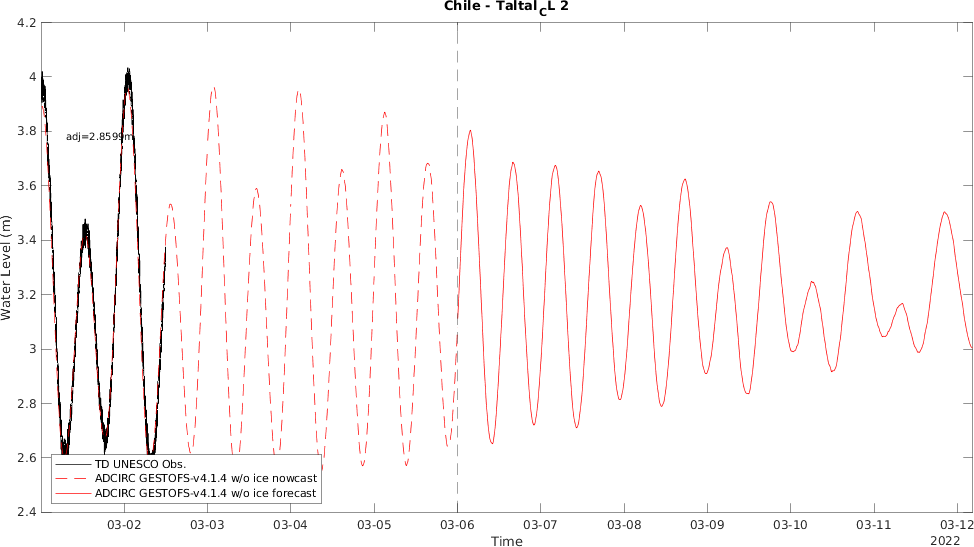 Chile - Taltal_CL 2
4.2
4
3.8
3.6
3.4
3.2
3
2.8
2.6
2.4
Water Level (m)
adj=2.8599m
TD UNESCO Obs.
ADCIRC GESTOFS-v4.1.4 w/o ice nowcast
ADCIRC GESTOFS-v4.1.4 w/o ice forecast
03-02 03-03 03-04 03-05 03-06 03-07 03-08 03-09 03-10 03-11 03-12
Time
2022